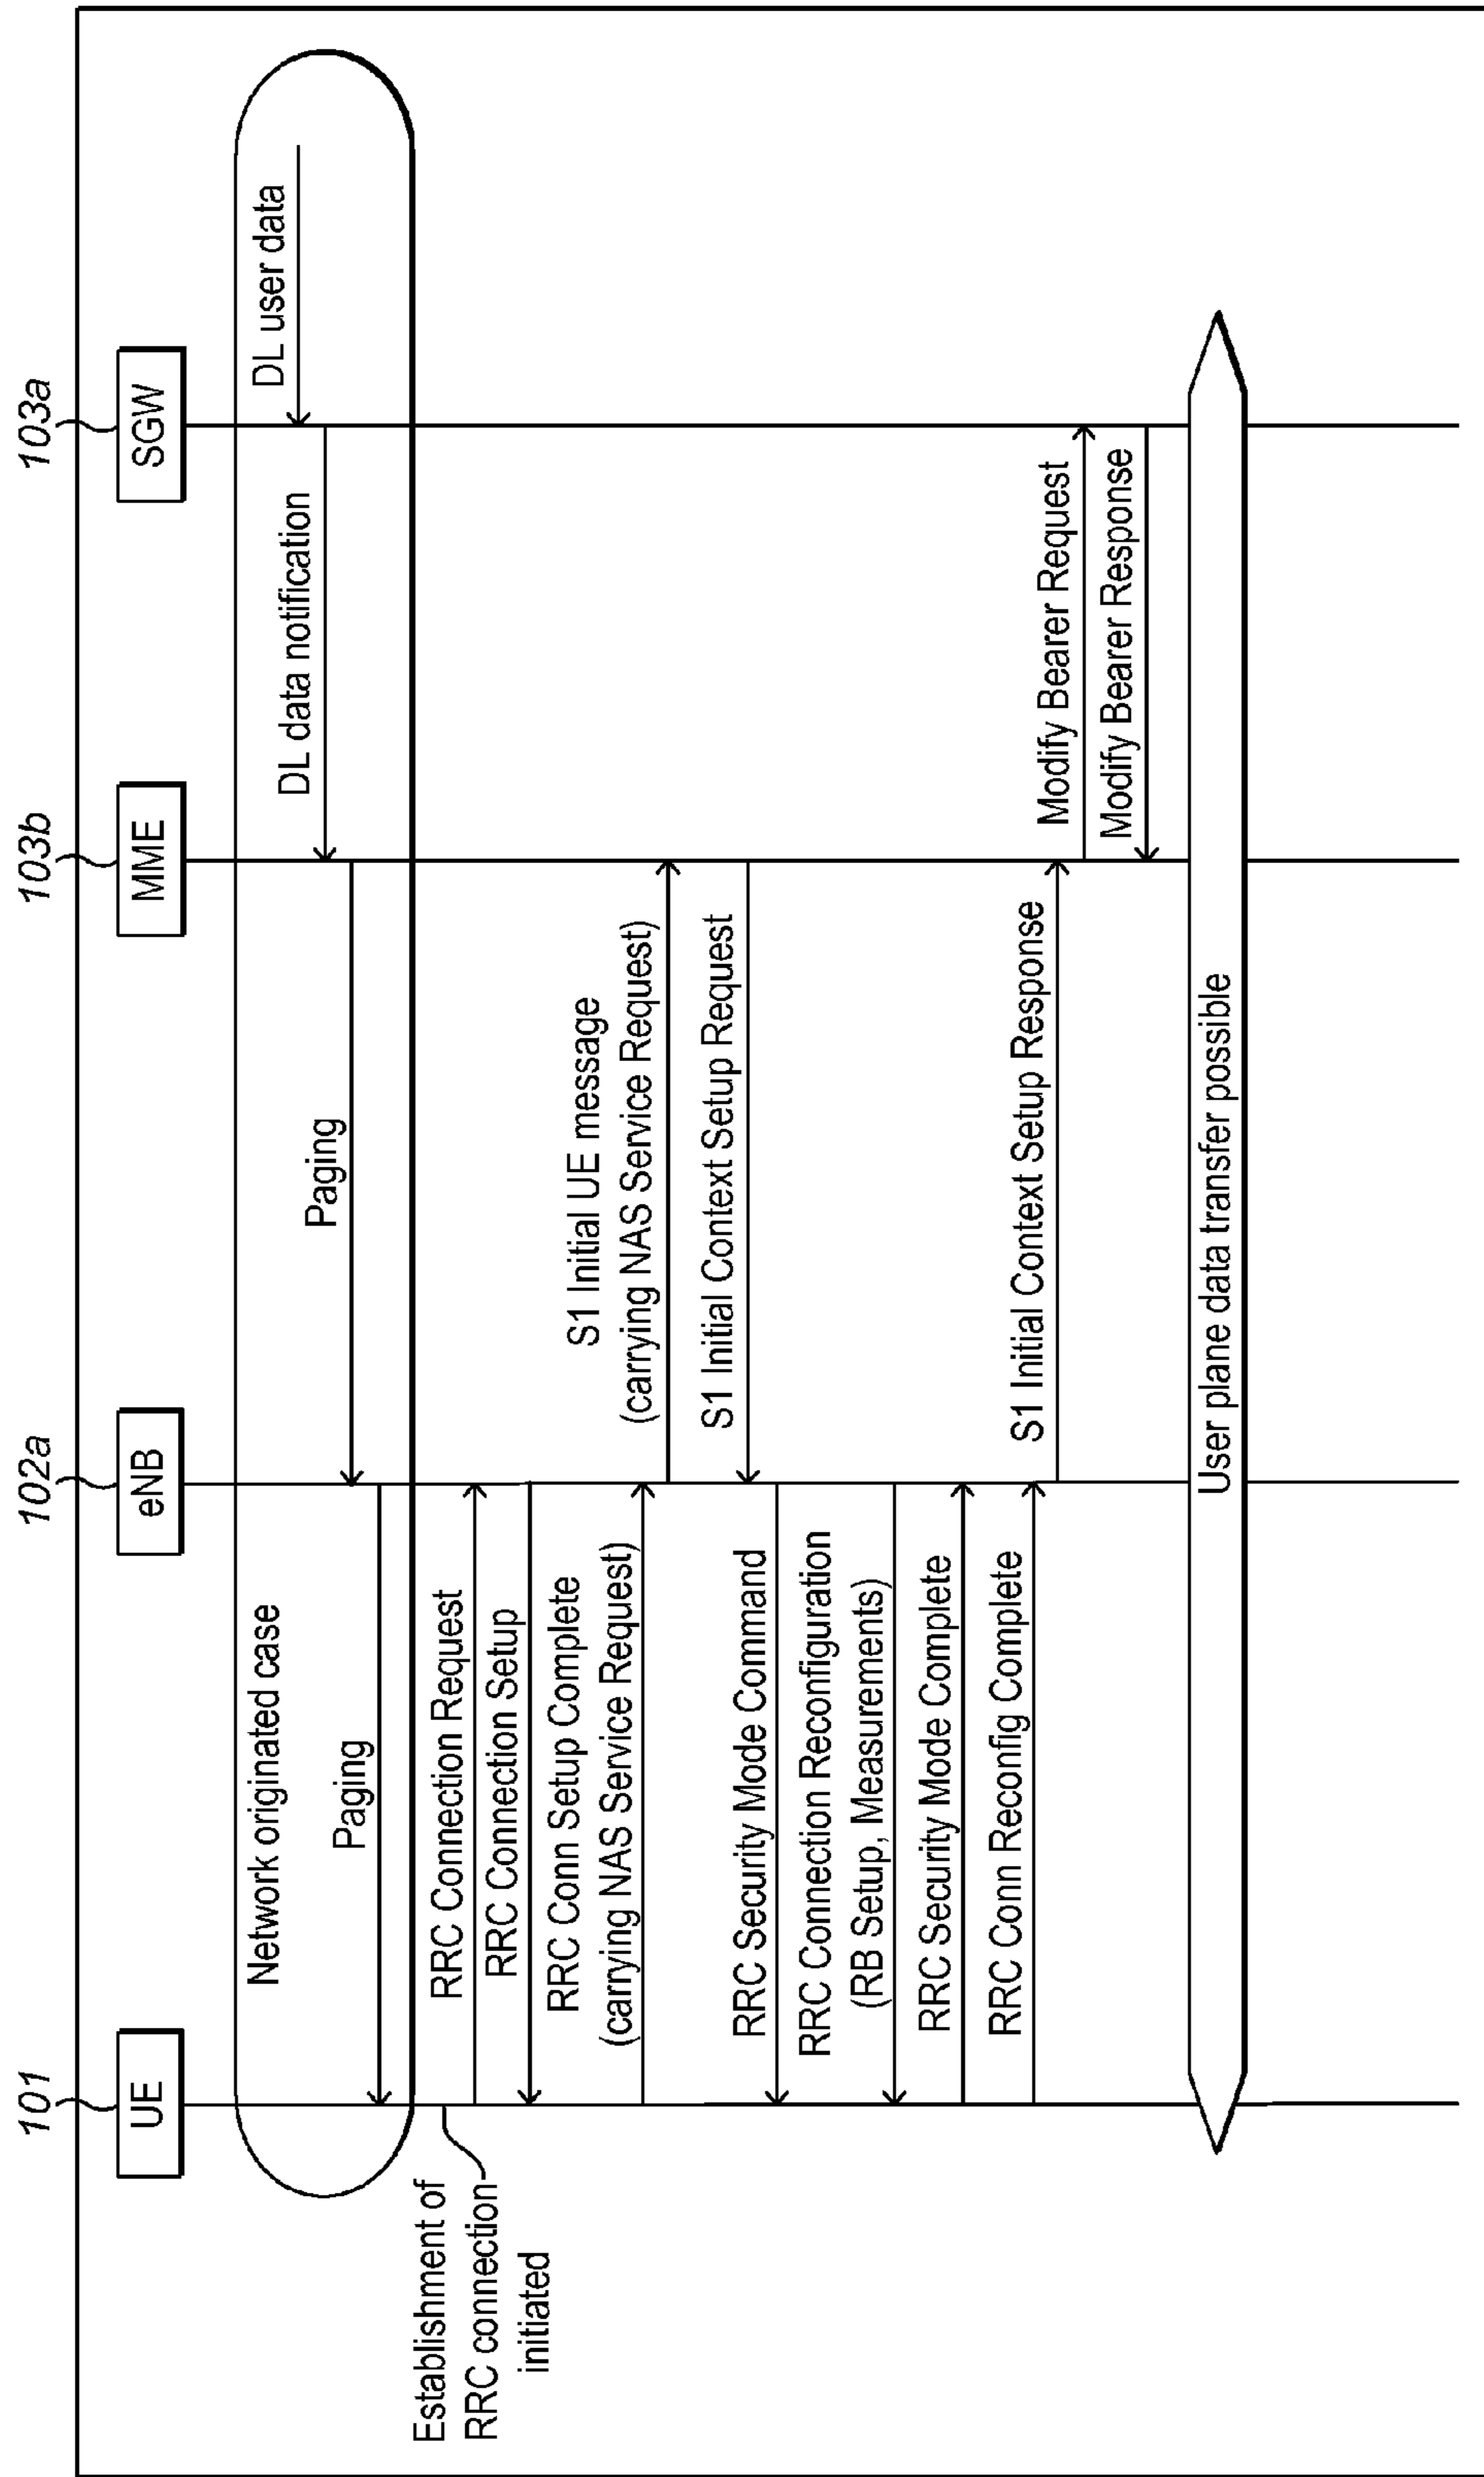 101
102a
103b
103a
UE
eNB
MME
SGW
Network originated case
DL user data
DL data notification
Paging
Paging
Establishment of
RRC connection
initiated
RRC Connection Request
RRC Connection Setup
RRC Conn Setup Complete
(carrying NAS Service Request)
S1 Initial UE message
(carrying NAS Service Request)
S1 Initial Context Setup Request
RRC Security Mode Command
RRC Connection Reconfiguration
(RB Setup, Measurements)
RRC Security Mode Complete
RRC Conn Reconfig Complete
S1 Initial Context Setup Response
Modify Bearer Request
Modify Bearer Response
User plane data transfer possible